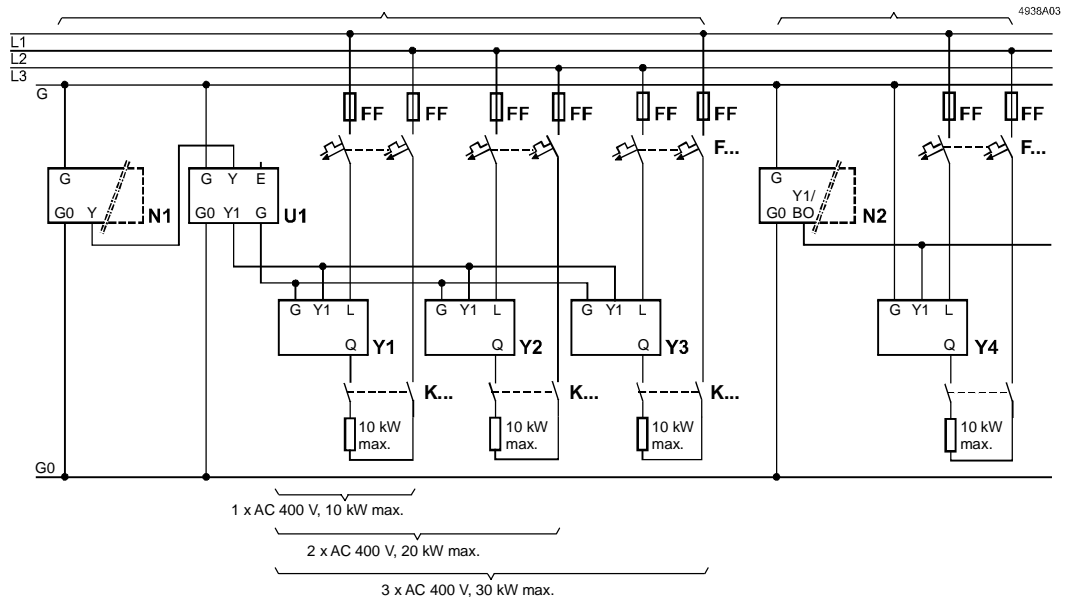 4938A03
L1
L2
L3
G
FF FF FF FF FF FF FF FF
F... F...
G G Y E G
G0 Y N1 G0 Y1 G U1 G0 Y1/ BO N2
G Y1 L G Y1 L G Y1 L G Y1 L
Q Y1 Q Y2 Q Y3 Q Y4
K... K... K...
10 kW 10 kW 10 kW 10 kW
max. max. max. max.
G0
1 x AC 400 V, 10 kW max.
2 x AC 400 V, 20 kW max.
3 x AC 400 V, 30 kW max.